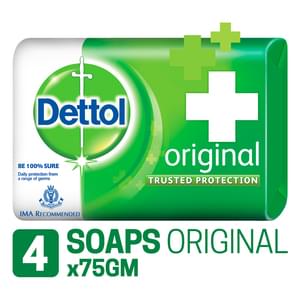 Dettol
original
TRUSTED PROTECTION
BE 100% SURE
Daily protection from
a range of germs
IMA RECOMMENDED
4 SOAPS ORIGINAL
x75GM